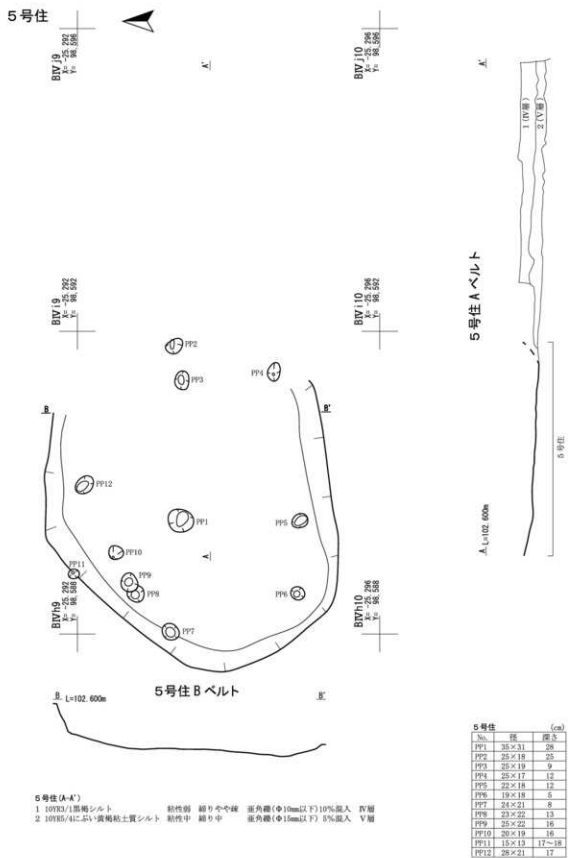 5号住
BⅣj9
X= -25,292
Y= 98,596
BⅣj10
X= -25,296
Y= 98,596
A'
A'
1 (Ⅳ層)
2 (Ⅴ層)
BⅣi9
X= -25,292
Y= 98,592
BⅣi10
X= -25,296
Y= 98,592
5号住Aベルト
PP2
PP3
PP4
B
B'
PP12
PP1
PP5
5号住
A
A L=102.600m
PP10
PP11
PP9
PP8
PP6
PP7
BⅣh9
X= -25,292
Y= 98,588
BⅣh10
X= -25,296
Y= 98,588
5号住Bベルト
B L=102.600m
B'
5号住 (cm)
No. 径 深さ
PP1 35×31 28
PP2 25×18 25
PP3 25×19 9
PP4 25×17 12
PP5 22×18 12
PP6 19×18 5
PP7 24×21 8
PP8 23×22 13
PP9 25×22 16
PP10 20×19 16
PP11 15×13 17~18
PP12 28×21 17
5号住(A-A')
1 10YR3/1黒褐シルト 粘性弱 締りやや疎 亜角礫(Φ10mm以下)10%混入 Ⅳ層
2 10YR5/4にぶい黄褐粘土質シルト 粘性中 締り中 亜角礫(Φ15mm以下) 5%混入 Ⅴ層